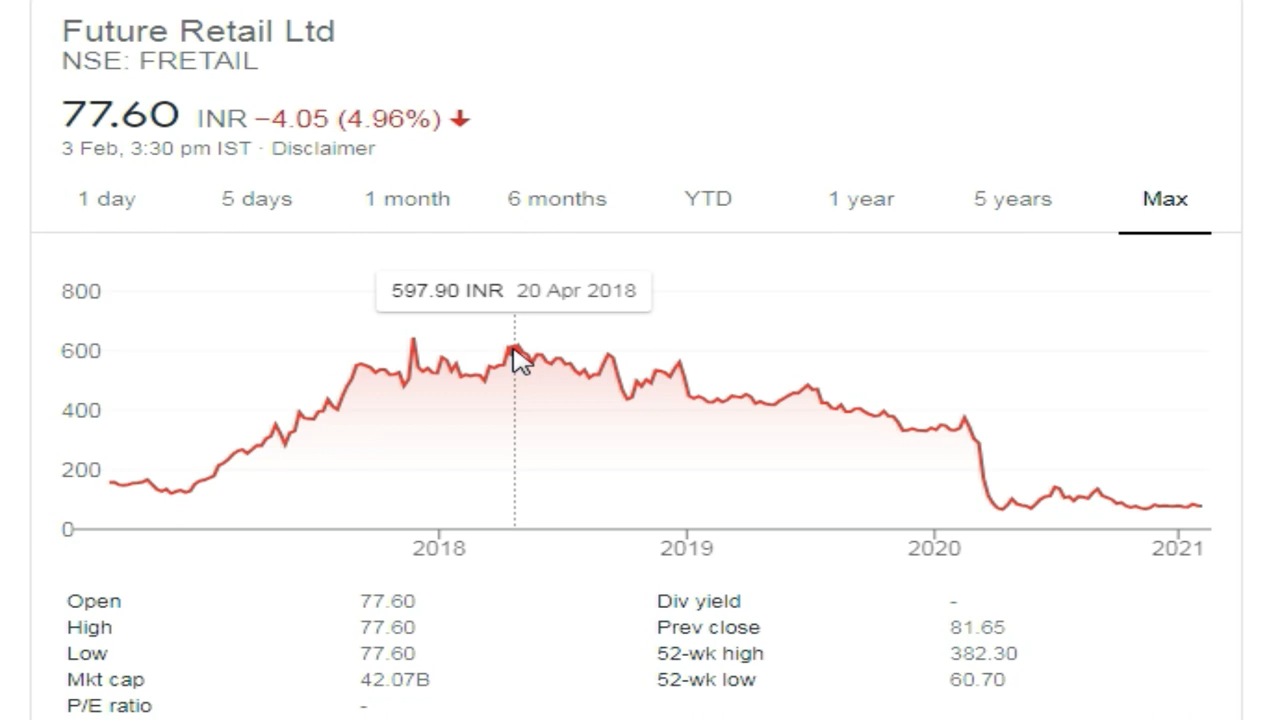 Future Retail Ltd
NSE: FRETAIL
77.60 INR −4.05 (4.96%) ↓
3 Feb, 3:30 pm IST · Disclaimer
1 day 5 days 1 month 6 months YTD 1 year 5 years Max
597.90 INR 20 Apr 2018
800
600
400
200
0
2018 2019 2020 2021
Open 77.60 Div yield -
High 77.60 Prev close 81.65
Low 77.60 52-wk high 382.30
Mkt cap 42.07B 52-wk low 60.70
P/E ratio -